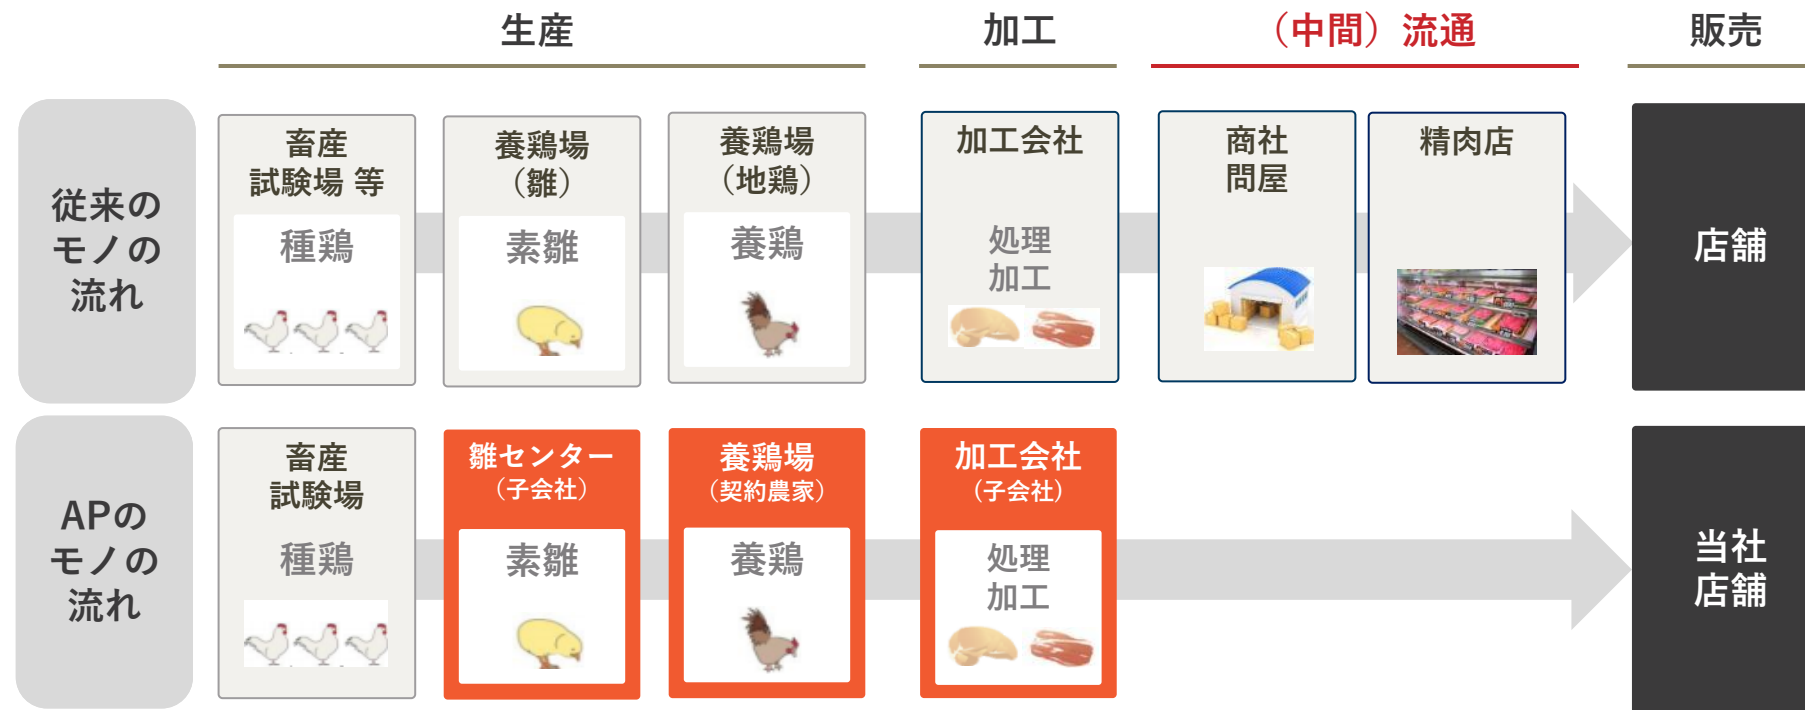 生産
加工
（中間）流通
販売
従来の
モノの
流れ
畜産
試験場 等
種鶏
養鶏場
（雛）
素雛
養鶏場
（地鶏）
養鶏
加工会社
処理
加工
商社
問屋
精肉店
店舗
APの
モノの
流れ
畜産
試験場
種鶏
雛センター
（子会社）
素雛
養鶏場
（契約農家）
養鶏
加工会社
（子会社）
処理
加工
当社
店舗